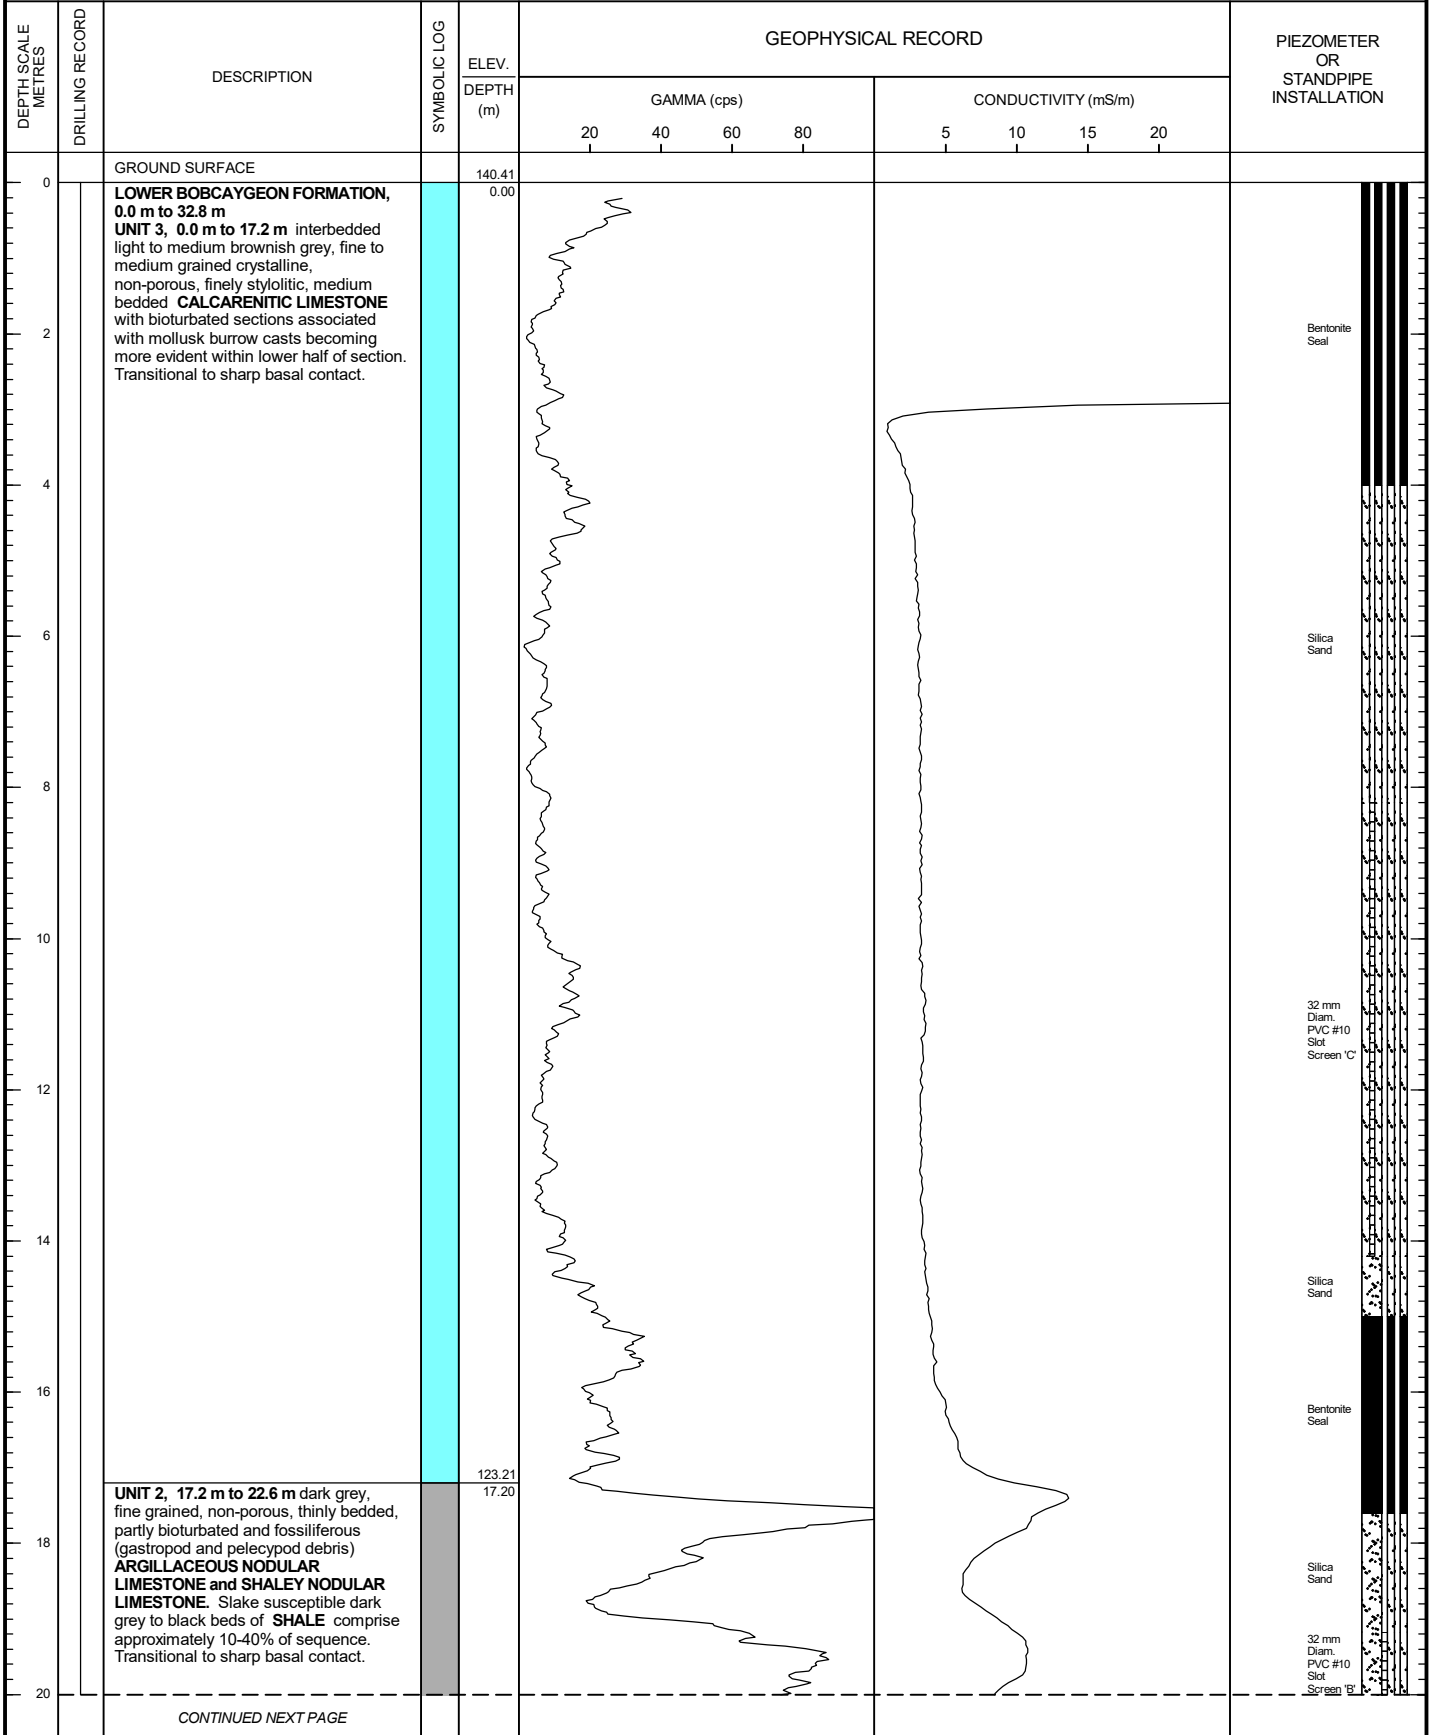 DEPTH SCALE
METRES
DRILLING RECORD
DESCRIPTION
SYMBOLIC LOG
ELEV.
DEPTH
(m)
GEOPHYSICAL RECORD
GAMMA (cps)
20 40 60 80
CONDUCTIVITY (mS/m)
5 10 15 20
PIEZOMETER
OR
STANDPIPE
INSTALLATION
GROUND SURFACE
140.41
0
0.00
LOWER BOBCAYGEON FORMATION,
0.0 m to 32.8 m
UNIT 3, 0.0 m to 17.2 m interbedded
light to medium brownish grey, fine to
medium grained crystalline,
non-porous, finely stylolitic, medium
bedded CALCARENITIC LIMESTONE
with bioturbated sections associated
with mollusk burrow casts becoming
more evident within lower half of section.
Transitional to sharp basal contact.
2
Bentonite
Seal
4
6
Silica
Sand
8
10
32 mm
Diam.
PVC #10
Slot
Screen 'C'
12
14
Silica
Sand
16
Bentonite
Seal
123.21
17.20
UNIT 2, 17.2 m to 22.6 m dark grey,
fine grained, non-porous, thinly bedded,
partly bioturbated and fossiliferous
(gastropod and pelecypod debris)
ARGILLACEOUS NODULAR
LIMESTONE and SHALEY NODULAR
LIMESTONE. Slake susceptible dark
grey to black beds of SHALE comprise
approximately 10-40% of sequence.
Transitional to sharp basal contact.
18
Silica
Sand
32 mm
Diam.
PVC #10
Slot
Screen 'B'
20
CONTINUED NEXT PAGE